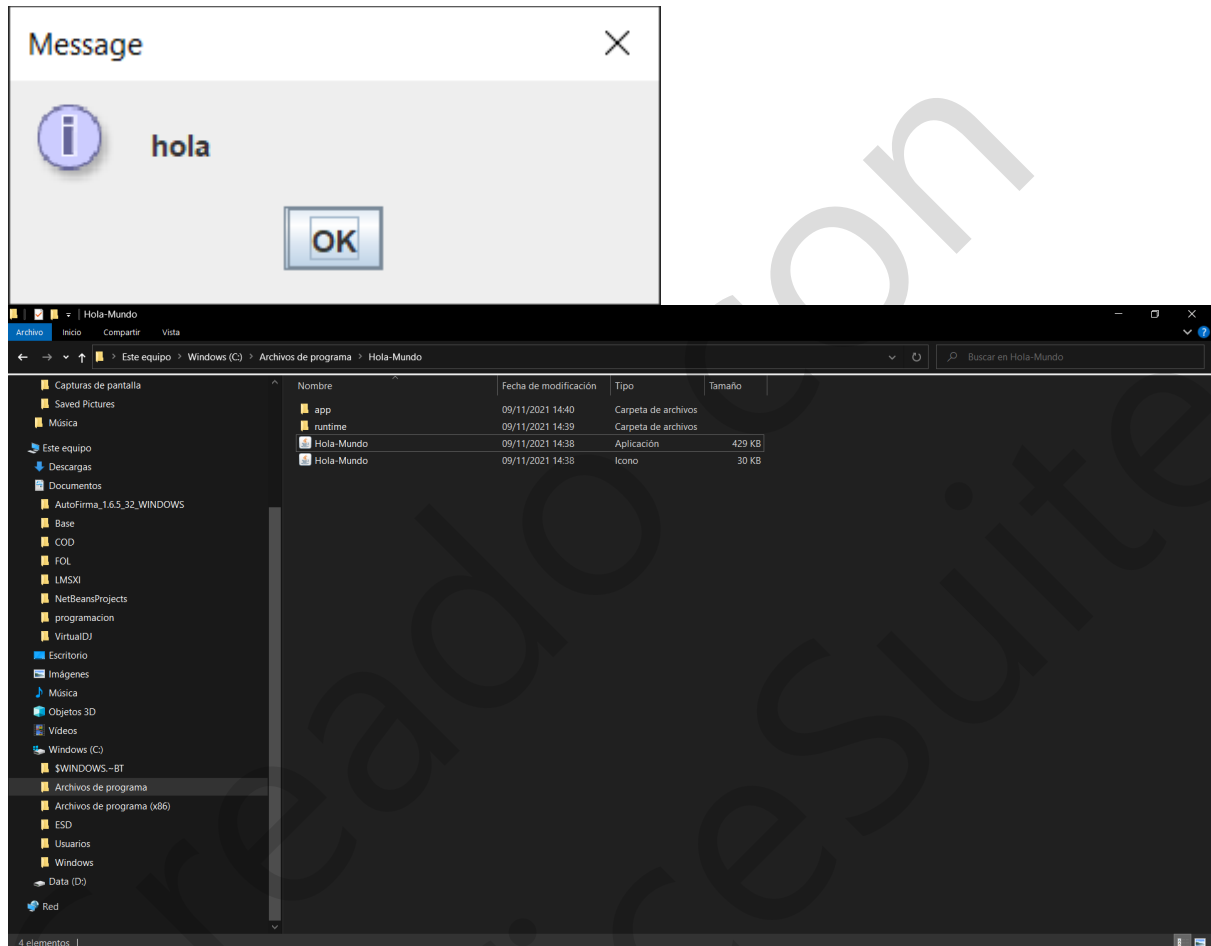 Message
hola
OK
Hola-Mundo
Archivo Inicio Compartir Vista
Este equipo > Windows (C:) > Archivos de programa > Hola-Mundo
Buscar en Hola-Mundo
Nombre Fecha de modificación Tipo Tamaño
app 09/11/2021 14:40 Carpeta de archivos
runtime 09/11/2021 14:39 Carpeta de archivos
Hola-Mundo 09/11/2021 14:38 Aplicación 429 KB
Hola-Mundo 09/11/2021 14:38 Icono 30 KB
Capturas de pantalla
Saved Pictures
Música
Este equipo
Descargas
Documentos
AutoFirma_1.6.5_32_WINDOWS
Base
COD
FOL
LMSXI
NetBeansProjects
programacion
VirtualDJ
Escritorio
Imágenes
Música
Objetos 3D
Vídeos
Windows (C:)
$WINDOWS.~BT
Archivos de programa
Archivos de programa (x86)
ESD
Usuarios
Windows
Data (D:)
Red
4 elementos